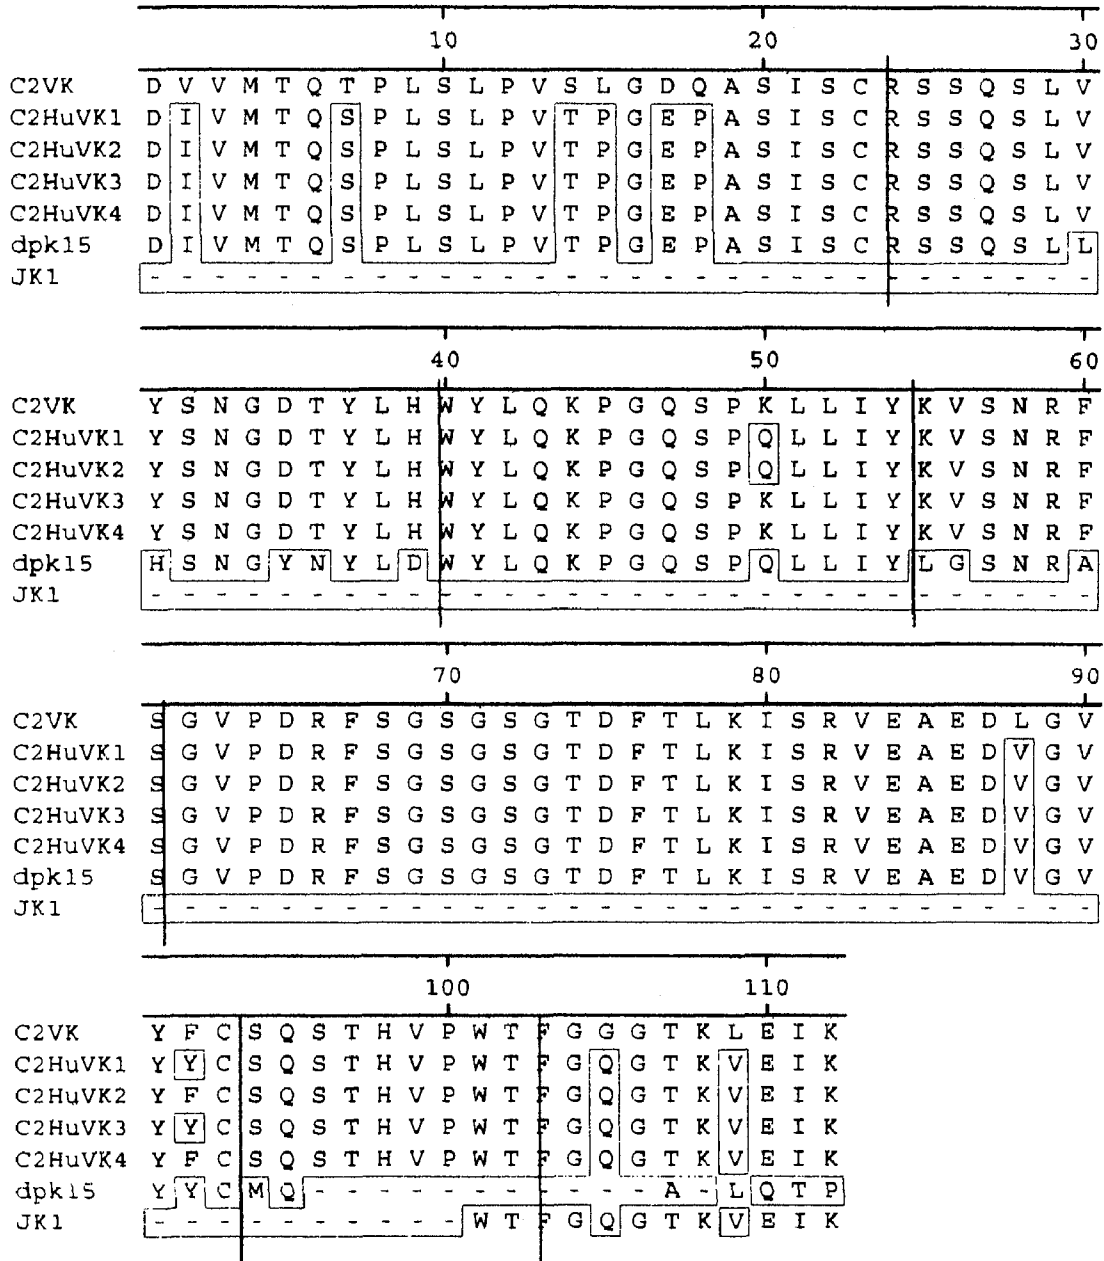 10 20 30
C2VK D V V M T Q T P L S L P V S L G D Q A S I S C R S S Q S L V
C2HuVK1 D I V M T Q S P L S L P V T P G E P A S I S C R S S Q S L V
C2HuVK2 D I V M T Q S P L S L P V T P G E P A S I S C R S S Q S L V
C2HuVK3 D I V M T Q S P L S L P V T P G E P A S I S C R S S Q S L V
C2HuVK4 D I V M T Q S P L S L P V T P G E P A S I S C R S S Q S L V
dpk15 D I V M T Q S P L S L P V T P G E P A S I S C R S S Q S L L
JK1 - - - - - - - - - - - - - - - - - - - - - - - - - - - - - -
40 50 60
C2VK Y S N G D T Y L H W Y L Q K P G Q S P K L L I Y K V S N R F
C2HuVK1 Y S N G D T Y L H W Y L Q K P G Q S P Q L L I Y K V S N R F
C2HuVK2 Y S N G D T Y L H W Y L Q K P G Q S P Q L L I Y K V S N R F
C2HuVK3 Y S N G D T Y L H W Y L Q K P G Q S P K L L I Y K V S N R F
C2HuVK4 Y S N G D T Y L H W Y L Q K P G Q S P K L L I Y K V S N R F
dpk15 H S N G Y N Y L D W Y L Q K P G Q S P Q L L I Y L G S N R A
JK1 - - - - - - - - - - - - - - - - - - - - - - - - - - - - - -
70 80 90
C2VK S G V P D R F S G S G S G T D F T L K I S R V E A E D L G V
C2HuVK1 S G V P D R F S G S G S G T D F T L K I S R V E A E D V G V
C2HuVK2 S G V P D R F S G S G S G T D F T L K I S R V E A E D V G V
C2HuVK3 S G V P D R F S G S G S G T D F T L K I S R V E A E D V G V
C2HuVK4 S G V P D R F S G S G S G T D F T L K I S R V E A E D V G V
dpk15 S G V P D R F S G S G S G T D F T L K I S R V E A E D V G V
JK1 - - - - - - - - - - - - - - - - - - - - - - - - - - - - - -
100 110
C2VK Y F C S Q S T H V P W T F G G G T K L E I K
C2HuVK1 Y Y C S Q S T H V P W T F G Q G T K V E I K
C2HuVK2 Y F C S Q S T H V P W T F G Q G T K V E I K
C2HuVK3 Y Y C S Q S T H V P W T F G Q G T K V E I K
C2HuVK4 Y F C S Q S T H V P W T F G Q G T K V E I K
dpk15 Y Y C M Q - - - - - - - - - - - A - L Q T P
JK1 - - - - - - - - - - W T F G Q G T K V E I K